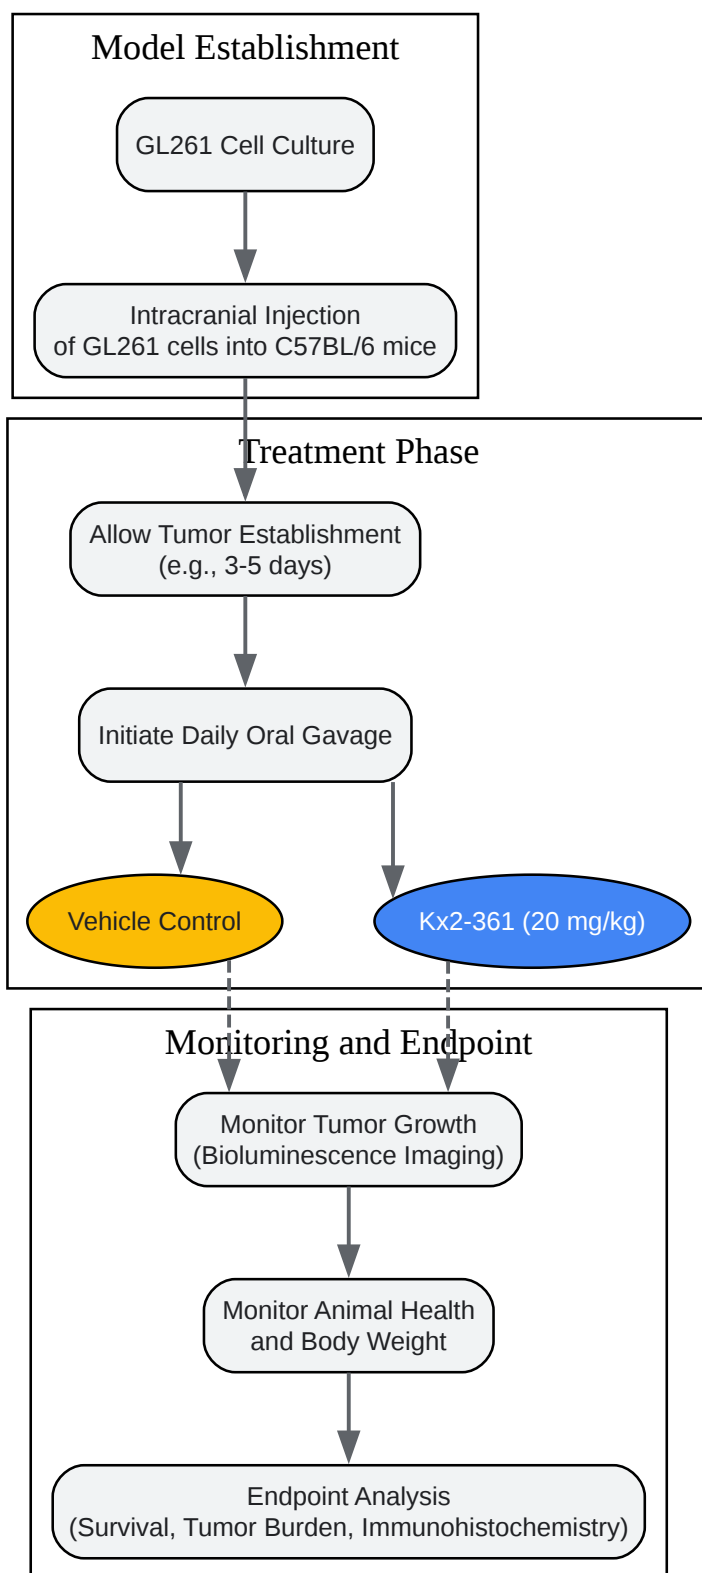 Model Establishment
GL261 Cell Culture
Intracranial Injection
of GL261 cells into C57BL/6 mice
Treatment Phase
Allow Tumor Establishment
(e.g., 3-5 days)
Initiate Daily Oral Gavage
Vehicle Control
Kx2-361 (20 mg/kg)
Monitoring and Endpoint
Monitor Tumor Growth
(Bioluminescence Imaging)
Monitor Animal Health
and Body Weight
Endpoint Analysis
(Survival, Tumor Burden, Immunohistochemistry)